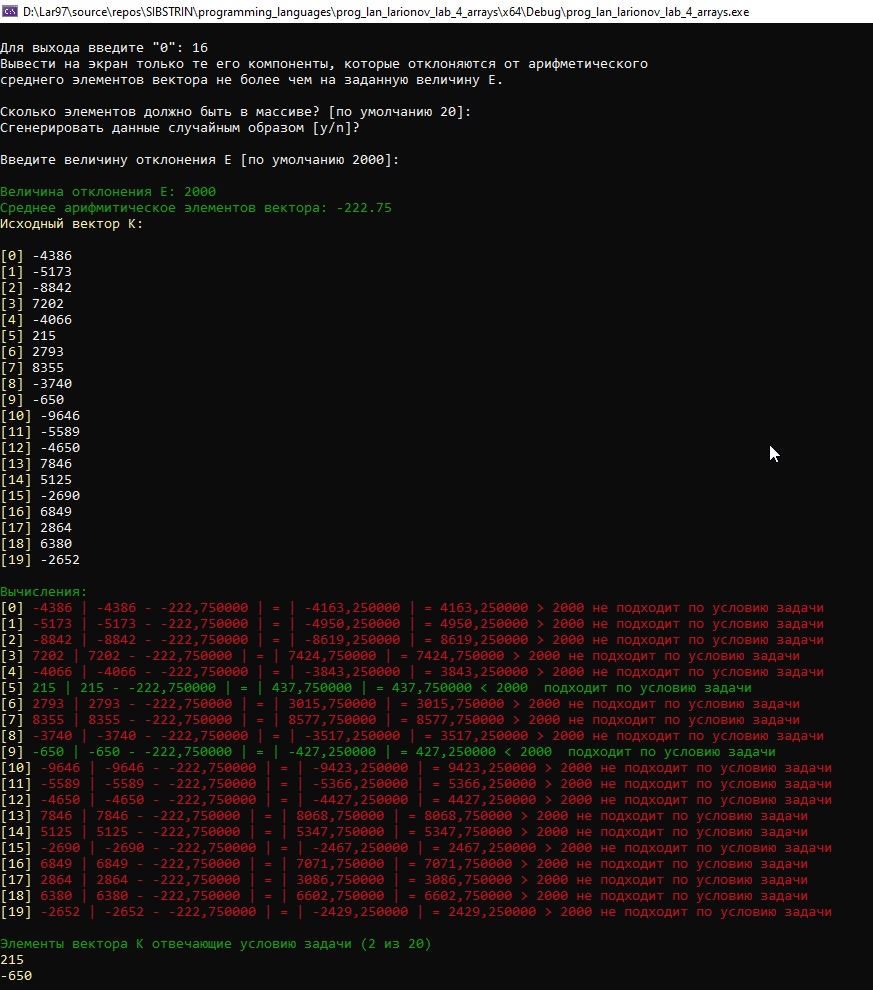 D:\Lar97\source\repos\SIBSTRIN\programming_languages\prog_lan_larionov_lab_4_arrays\x64\Debug\prog_lan_larionov_lab_4_arrays.exe
Для выхода введите "0": 16
Вывести на экран только те его компоненты, которые отклоняются от арифметического
среднего элементов вектора не более чем на заданную величину E.
Сколько элементов должно быть в массиве? [по умолчанию 20]:
Сгенерировать данные случайным образом [y/n]?
Введите величину отклонения E [по умолчанию 2000]:
Величина отклонения E: 2000
Среднее арифмитическое элементов вектора: -222.75
Исходный вектор K:
[0] -4386
[1] -5173
[2] -8842
[3] 7202
[4] -4066
[5] 215
[6] 2793
[7] 8355
[8] -3740
[9] -650
[10] -9646
[11] -5589
[12] -4650
[13] 7846
[14] 5125
[15] -2690
[16] 6849
[17] 2864
[18] 6380
[19] -2652
Вычисления:
[0] -4386 | -4386 - -222,750000 | = | -4163,250000 | = 4163,250000 > 2000 не подходит по условию задачи
[1] -5173 | -5173 - -222,750000 | = | -4950,250000 | = 4950,250000 > 2000 не подходит по условию задачи
[2] -8842 | -8842 - -222,750000 | = | -8619,250000 | = 8619,250000 > 2000 не подходит по условию задачи
[3] 7202 | 7202 - -222,750000 | = | 7424,750000 | = 7424,750000 > 2000 не подходит по условию задачи
[4] -4066 | -4066 - -222,750000 | = | -3843,250000 | = 3843,250000 > 2000 не подходит по условию задачи
[5] 215 | 215 - -222,750000 | = | 437,750000 | = 437,750000 < 2000  подходит по условию задачи
[6] 2793 | 2793 - -222,750000 | = | 3015,750000 | = 3015,750000 > 2000 не подходит по условию задачи
[7] 8355 | 8355 - -222,750000 | = | 8577,750000 | = 8577,750000 > 2000 не подходит по условию задачи
[8] -3740 | -3740 - -222,750000 | = | -3517,250000 | = 3517,250000 > 2000 не подходит по условию задачи
[9] -650 | -650 - -222,750000 | = | -427,250000 | = 427,250000 < 2000  подходит по условию задачи
[10] -9646 | -9646 - -222,750000 | = | -9423,250000 | = 9423,250000 > 2000 не подходит по условию задачи
[11] -5589 | -5589 - -222,750000 | = | -5366,250000 | = 5366,250000 > 2000 не подходит по условию задачи
[12] -4650 | -4650 - -222,750000 | = | -4427,250000 | = 4427,250000 > 2000 не подходит по условию задачи
[13] 7846 | 7846 - -222,750000 | = | 8068,750000 | = 8068,750000 > 2000 не подходит по условию задачи
[14] 5125 | 5125 - -222,750000 | = | 5347,750000 | = 5347,750000 > 2000 не подходит по условию задачи
[15] -2690 | -2690 - -222,750000 | = | -2467,250000 | = 2467,250000 > 2000 не подходит по условию задачи
[16] 6849 | 6849 - -222,750000 | = | 7071,750000 | = 7071,750000 > 2000 не подходит по условию задачи
[17] 2864 | 2864 - -222,750000 | = | 3086,750000 | = 3086,750000 > 2000 не подходит по условию задачи
[18] 6380 | 6380 - -222,750000 | = | 6602,750000 | = 6602,750000 > 2000 не подходит по условию задачи
[19] -2652 | -2652 - -222,750000 | = | -2429,250000 | = 2429,250000 > 2000 не подходит по условию задачи
Элементы вектора K отвечающие условию задачи (2 из 20)
215
-650